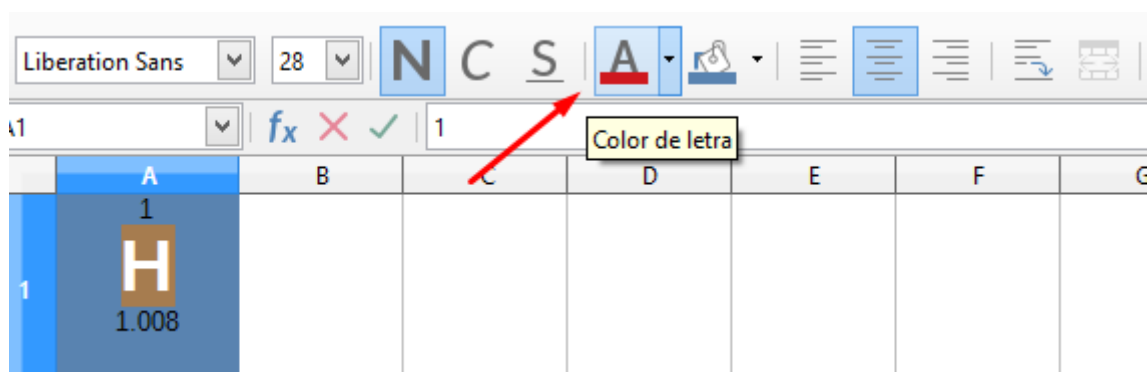 Liberation Sans 28 N C S A
A1 fx 1
Color de letra
A B C D E F G
1
1
H
1.008